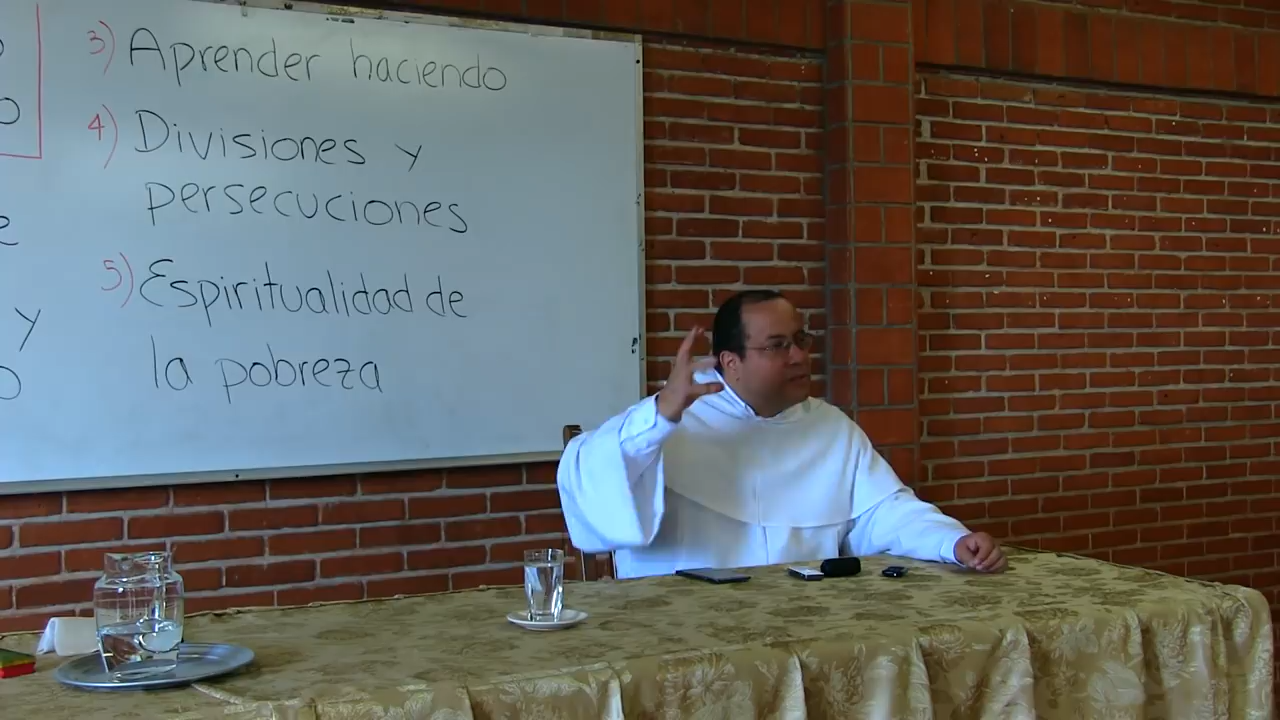 3) Aprender haciendo
4) Divisiones y
persecuciones
5) Espiritualidad de
la pobreza
y